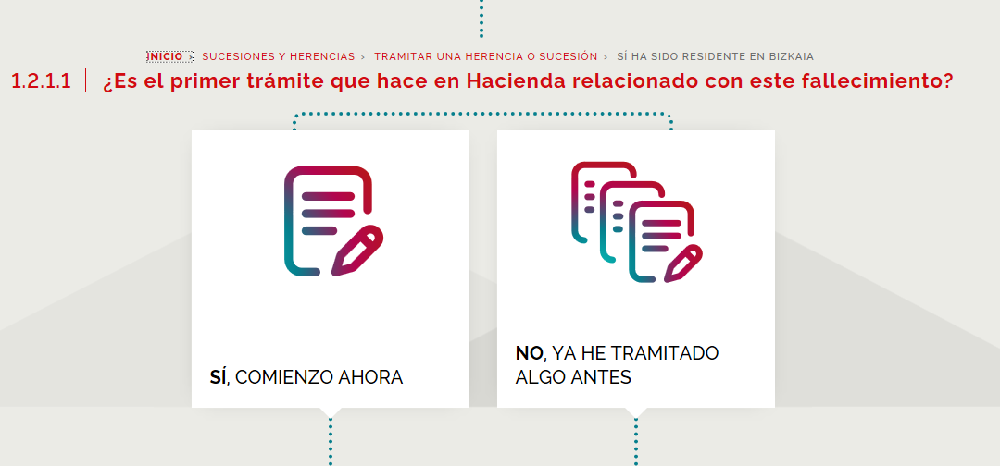 INICIO › SUCESIONES Y HERENCIAS › TRAMITAR UNA HERENCIA O SUCESIÓN › SÍ HA SIDO RESIDENTE EN BIZKAIA
1.2.1.1 | ¿Es el primer trámite que hace en Hacienda relacionado con este fallecimiento?
SÍ, COMIENZO AHORA
NO, YA HE TRAMITADO
ALGO ANTES